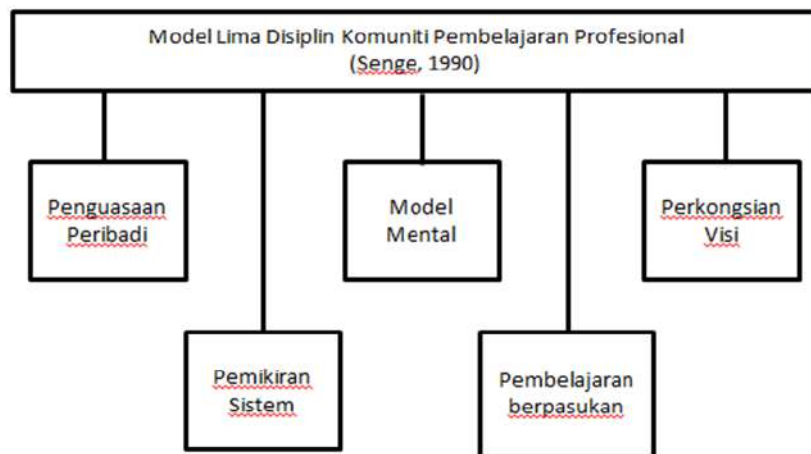 Model Lima Disiplin Komuniti Pembelajaran Profesional
(Senge, 1990)
Penguasaan
Peribadi
Model
Mental
Perkongsian
Visi
Pemikiran
Sistem
Pembelajaran
berpasukan